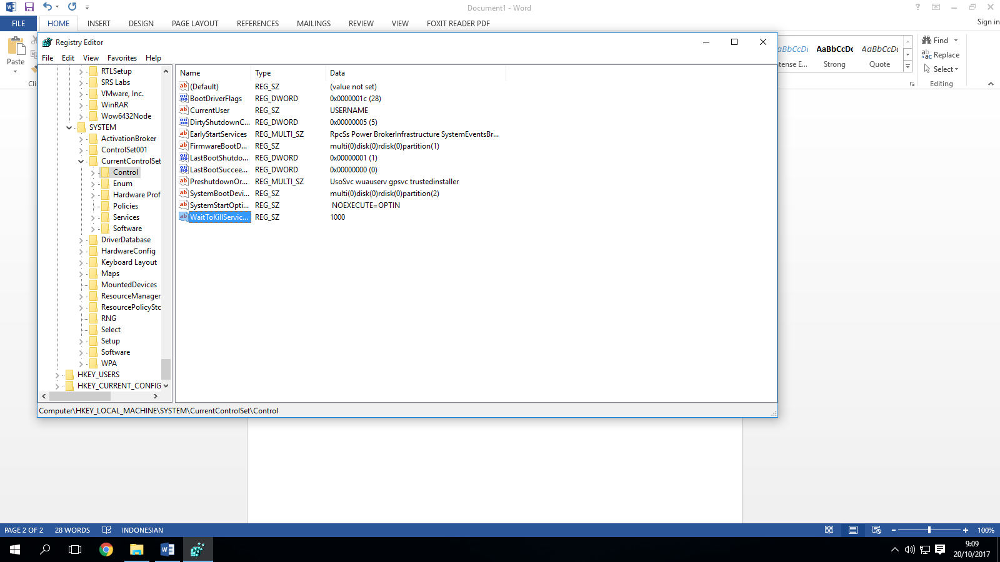 Document1 - Word
?
FILE HOME INSERT DESIGN PAGE LAYOUT REFERENCES MAILINGS REVIEW VIEW FOXIT READER PDF Sign in
Paste
AaBbCcDc AaBbCcDc
tense E... Strong Quote
Find
Replace
Select
Editing
Registry Editor
File Edit View Favorites Help
RTLSetup
SRS Labs
VMware, Inc.
WinRAR
Wow6432Node
SYSTEM
ActivationBroker
ControlSet001
CurrentControlSet
Control
Enum
Hardware Prof
Policies
Services
Software
DriverDatabase
HardwareConfig
Keyboard Layout
Maps
MountedDevices
ResourceManager
ResourcePolicySto
RNG
Select
Setup
Software
WPA
HKEY_USERS
HKEY_CURRENT_CONFIG
Name Type Data
(Default) REG_SZ (value not set)
BootDriverFlags REG_DWORD 0x0000001c (28)
CurrentUser REG_SZ USERNAME
DirtyShutdownC... REG_DWORD 0x00000005 (5)
EarlyStartServices REG_MULTI_SZ RpcSs Power BrokerInfrastructure SystemEventsBr...
FirmwareBootD... REG_SZ multi(0)disk(0)rdisk(0)partition(1)
LastBootShutdo... REG_DWORD 0x00000001 (1)
LastBootSuccee... REG_DWORD 0x00000000 (0)
PreshutdownOr... REG_MULTI_SZ UsoSvc wuauserv gpsvc trustedinstaller
SystemBootDevi... REG_SZ multi(0)disk(0)rdisk(0)partition(2)
SystemStartOpti... REG_SZ NOEXECUTE=OPTIN
WaitToKillServic... REG_SZ 1000
Computer\HKEY_LOCAL_MACHINE\SYSTEM\CurrentControlSet\Control
PAGE 2 OF 2 28 WORDS INDONESIAN 100%
9:09
20/10/2017